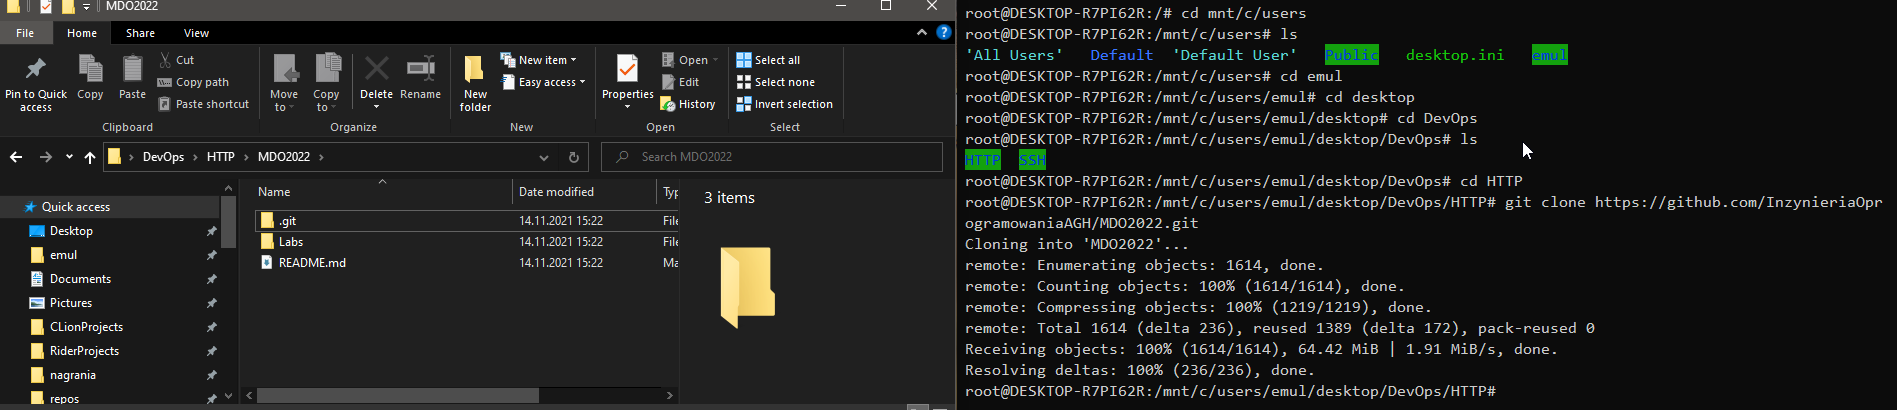 MDO2022
File Home Share View
Pin to Quick access
Copy
Paste
Cut
Copy path
Paste shortcut
Clipboard
Move to
Copy to
Delete
Rename
Organize
New folder
New item
Easy access
New
Properties
Open
Edit
History
Open
Select all
Select none
Invert selection
Select
DevOps HTTP MDO2022
Search MDO2022
Quick access
Desktop
emul
Documents
Pictures
CLionProjects
RiderProjects
nagrania
repos
Name Date modified Typ
.git 14.11.2021 15:22 File
Labs 14.11.2021 15:22 File
README.md 14.11.2021 15:22 Ma
3 items
root@DESKTOP-R7PI62R:/# cd mnt/c/users
root@DESKTOP-R7PI62R:/mnt/c/users# ls
'All Users' Default 'Default User' Public desktop.ini emul
root@DESKTOP-R7PI62R:/mnt/c/users# cd emul
root@DESKTOP-R7PI62R:/mnt/c/users/emul# cd desktop
root@DESKTOP-R7PI62R:/mnt/c/users/emul/desktop# cd DevOps
root@DESKTOP-R7PI62R:/mnt/c/users/emul/desktop/DevOps# ls
HTTP SSH
root@DESKTOP-R7PI62R:/mnt/c/users/emul/desktop/DevOps# cd HTTP
root@DESKTOP-R7PI62R:/mnt/c/users/emul/desktop/DevOps/HTTP# git clone https://github.com/InzynieriaOpr
ogramowaniaAGH/MDO2022.git
Cloning into 'MDO2022'...
remote: Enumerating objects: 1614, done.
remote: Counting objects: 100% (1614/1614), done.
remote: Compressing objects: 100% (1219/1219), done.
remote: Total 1614 (delta 236), reused 1389 (delta 172), pack-reused 0
Receiving objects: 100% (1614/1614), 64.42 MiB | 1.91 MiB/s, done.
Resolving deltas: 100% (236/236), done.
root@DESKTOP-R7PI62R:/mnt/c/users/emul/desktop/DevOps/HTTP#